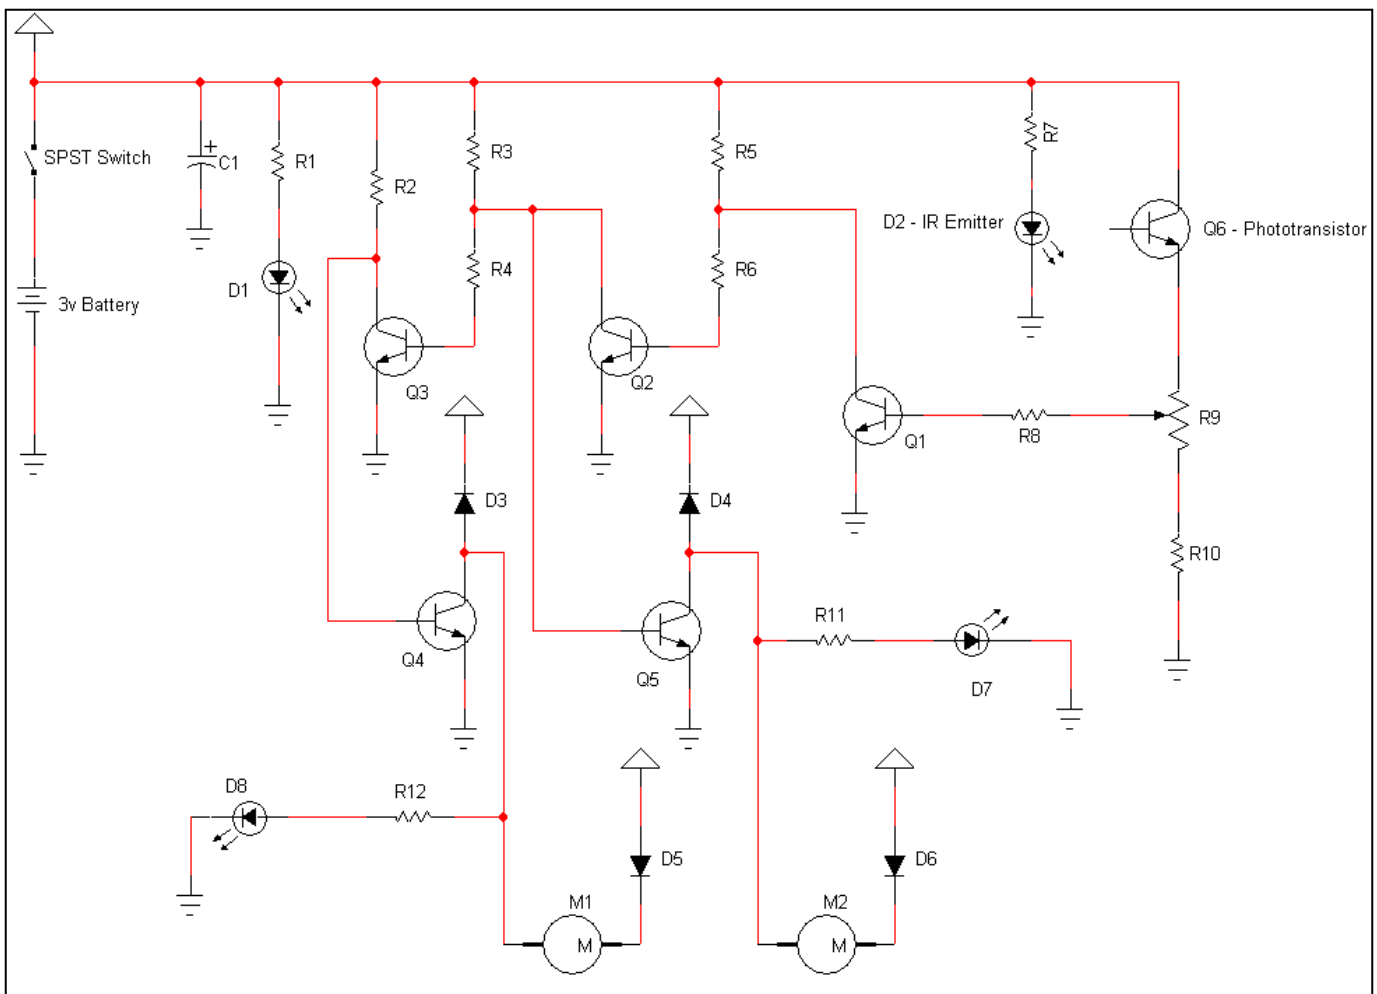 SPST Switch
+
C1
R1
R2
R3
R5
R7
D2 - IR Emitter
Q6 - Phototransistor
3v Battery
D1
R4
R6
Q3
Q2
Q1
R8
R9
D3
D4
R10
Q4
Q5
R11
D7
D8
R12
D5
D6
M1
M2
M
M